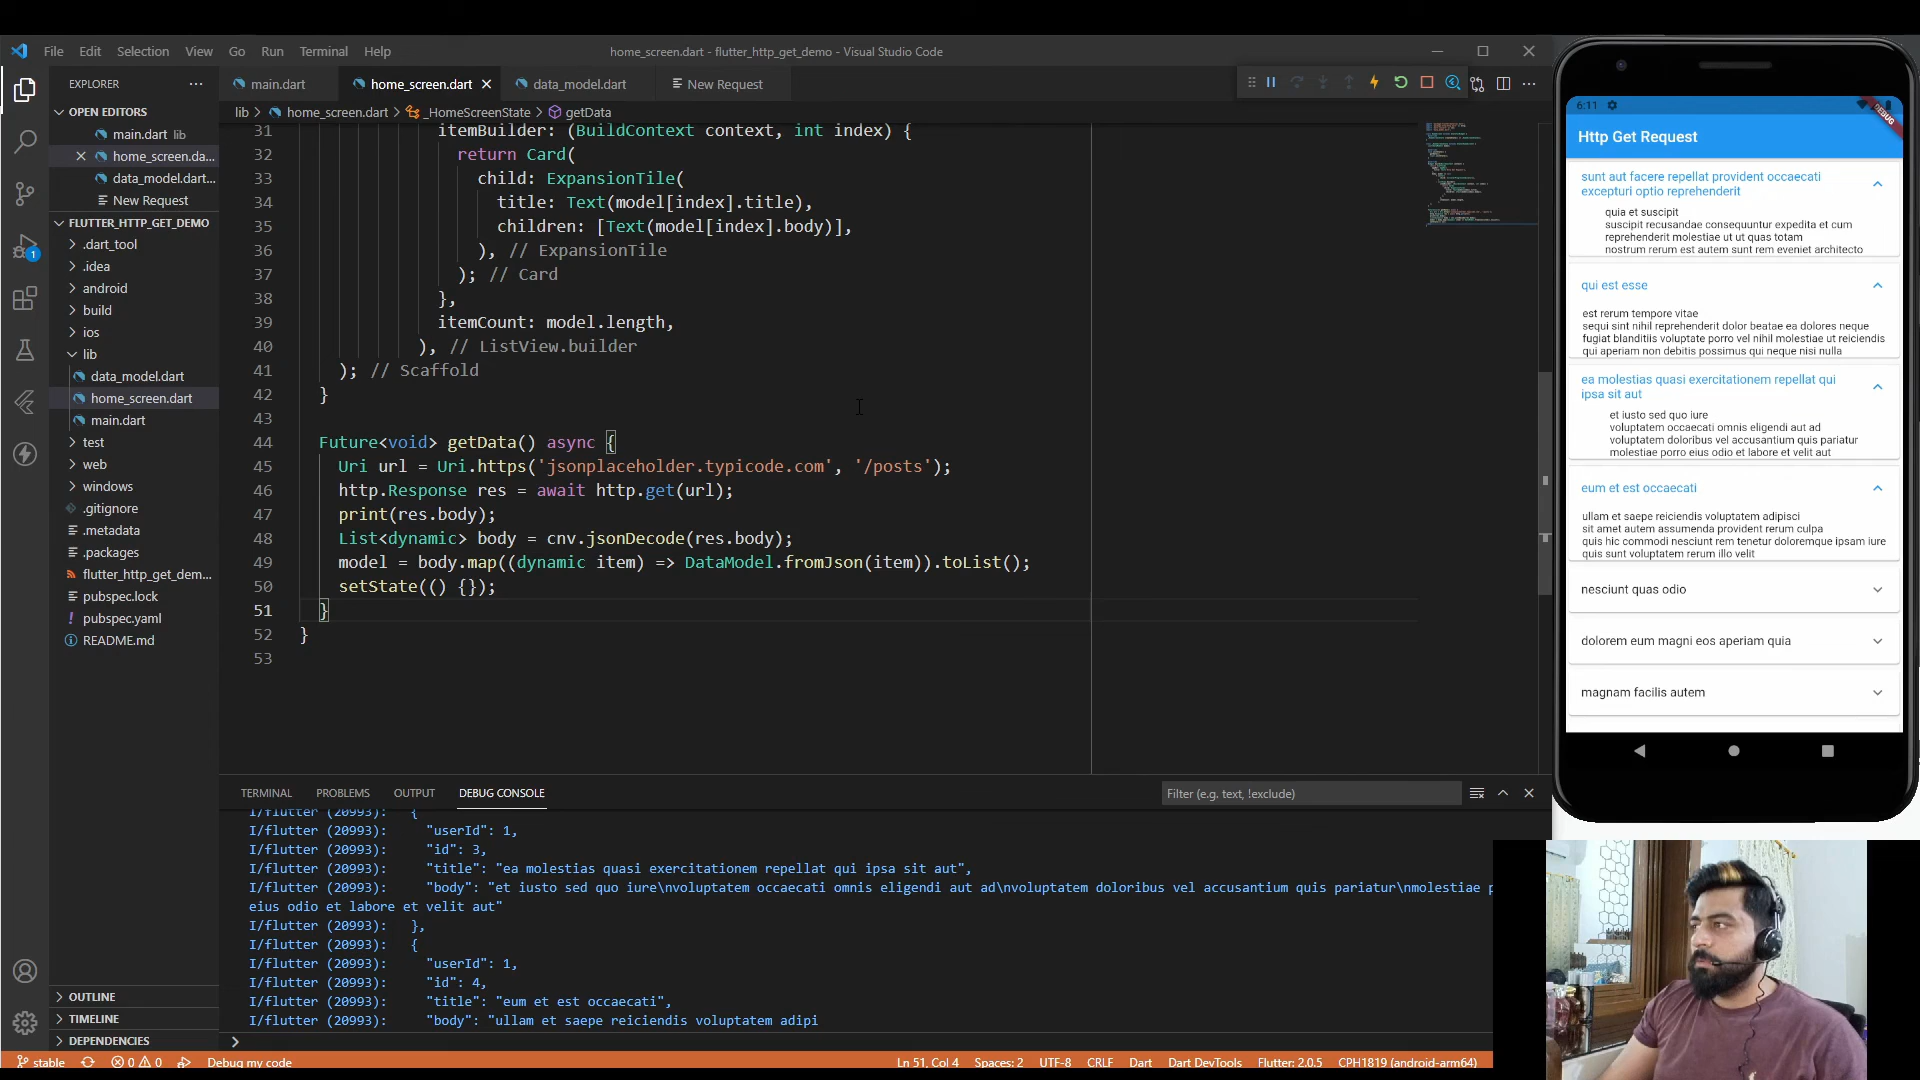 File Edit Selection View Go Run Terminal Help
home_screen.dart - flutter_http_get_demo - Visual Studio Code
EXPLORER
main.dart home_screen.dart data_model.dart New Request
OPEN EDITORS
main.dart lib
home_screen.da...
data_model.dart...
New Request
FLUTTER_HTTP_GET_DEMO
.dart_tool
.idea
android
build
ios
lib
data_model.dart
home_screen.dart
main.dart
test
web
windows
.gitignore
.metadata
.packages
flutter_http_get_dem...
pubspec.lock
pubspec.yaml
README.md
OUTLINE
TIMELINE
DEPENDENCIES
1
lib > home_screen.dart > _HomeScreenState > getData
31 itemBuilder: (BuildContext context, int index) {
32 return Card(
33 child: ExpansionTile(
34 title: Text(model[index].title),
35 children: [Text(model[index].body)],
36 ), // ExpansionTile
37 ); // Card
38 },
39 itemCount: model.length,
40 ), // ListView.builder
41 ); // Scaffold
42 }
43
44 Future<void> getData() async {
45 Uri url = Uri.https('jsonplaceholder.typicode.com', '/posts');
46 http.Response res = await http.get(url);
47 print(res.body);
48 List<dynamic> body = cnv.jsonDecode(res.body);
49 model = body.map((dynamic item) => DataModel.fromJson(item)).toList();
50 setState(() {});
51 }
52 }
53
TERMINAL PROBLEMS OUTPUT DEBUG CONSOLE
Filter (e.g. text, !exclude)
I/flutter (20993): {
I/flutter (20993): "userId": 1,
I/flutter (20993): "id": 3,
I/flutter (20993): "title": "ea molestias quasi exercitationem repellat qui ipsa sit aut",
I/flutter (20993): "body": "et iusto sed quo iure\nvoluptatem occaecati omnis eligendi aut ad\nvoluptatem doloribus vel accusantium quis pariatur\nmolestiae p
eius odio et labore et velit aut"
I/flutter (20993): },
I/flutter (20993): {
I/flutter (20993): "userId": 1,
I/flutter (20993): "id": 4,
I/flutter (20993): "title": "eum et est occaecati",
I/flutter (20993): "body": "ullam et saepe reiciendis voluptatem adipi
stable 0 0 Debug my code
Ln 51, Col 4 Spaces: 2 UTF-8 CRLF Dart Dart DevTools Flutter: 2.0.5 CPH1819 (android-arm64)
6:11
DEBUG
Http Get Request
sunt aut facere repellat provident occaecati
excepturi optio reprehenderit
quia et suscipit
suscipit recusandae consequuntur expedita et cum
reprehenderit molestiae ut ut quas totam
nostrum rerum est autem sunt rem eveniet architecto
qui est esse
est rerum tempore vitae
sequi sint nihil reprehenderit dolor beatae ea dolores neque
fugiat blanditiis voluptate porro vel nihil molestiae ut reiciendis
qui aperiam non debitis possimus qui neque nisi nulla
ea molestias quasi exercitationem repellat qui
ipsa sit aut
et iusto sed quo iure
voluptatem occaecati omnis eligendi aut ad
voluptatem doloribus vel accusantium quis pariatur
molestiae porro eius odio et labore et velit aut
eum et est occaecati
ullam et saepe reiciendis voluptatem adipisci
sit amet autem assumenda provident rerum culpa
quis hic commodi nesciunt rem tenetur doloremque ipsam iure
quis sunt voluptatem rerum illo velit
nesciunt quas odio
dolorem eum magni eos aperiam quia
magnam facilis autem